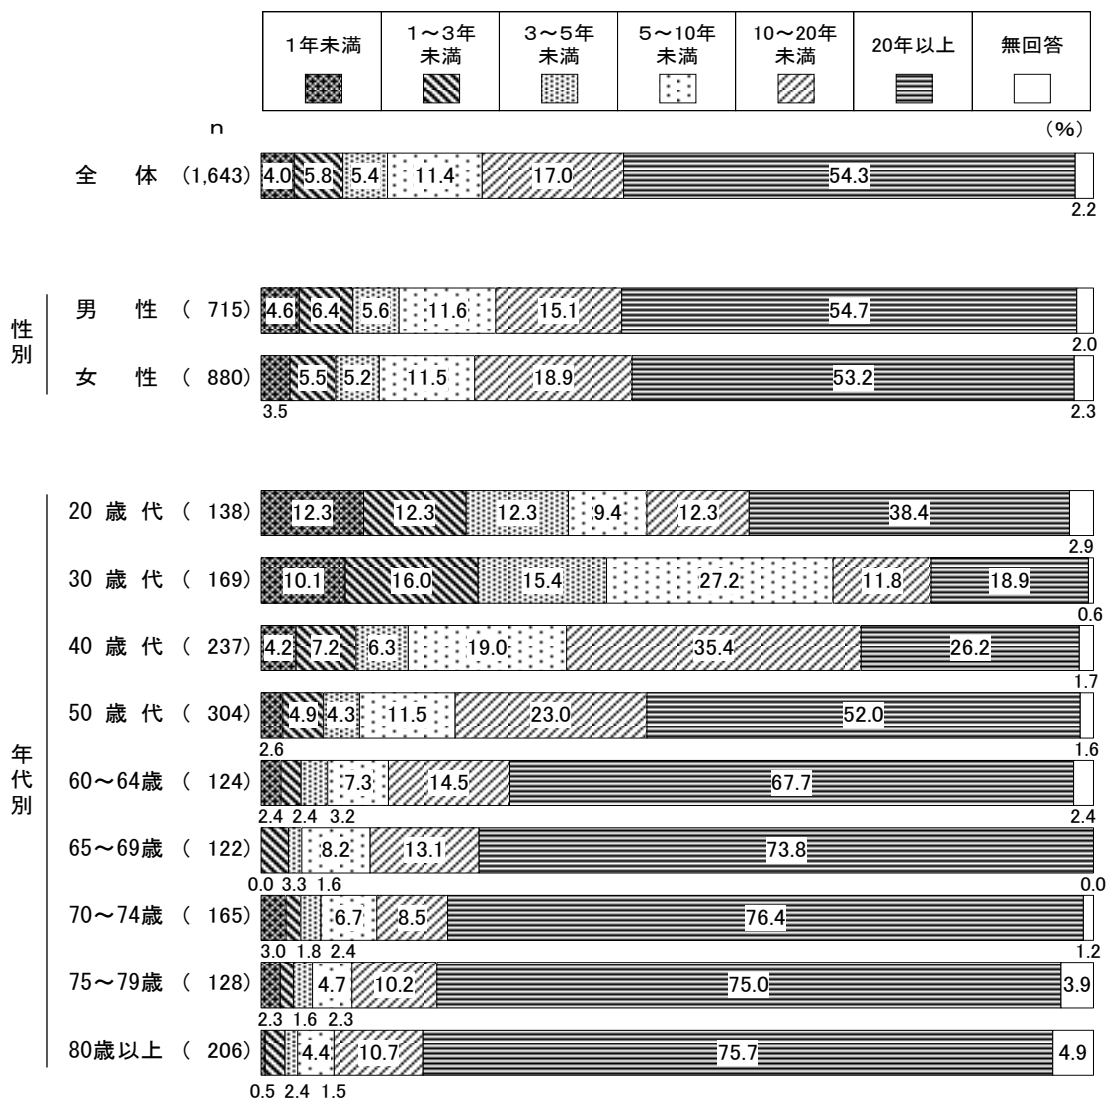 １年未満
１～３年未満
３～５年未満
５～10年未満
10～20年未満
20年以上
無回答
ｎ
（％）
全体 (1,643) 4.0 5.8 5.4 11.4 17.0 54.3
2.2
性別
男性 ( 715) 4.6 6.4 5.6 11.6 15.1 54.7
2.0
女性 ( 880) 5.5 5.2 11.5 18.9 53.2
3.5 2.3
年代別
20歳代 ( 138) 12.3 12.3 12.3 9.4 12.3 38.4
2.9
30歳代 ( 169) 10.1 16.0 15.4 27.2 11.8 18.9
0.6
40歳代 ( 237) 4.2 7.2 6.3 19.0 35.4 26.2
1.7
50歳代 ( 304) 4.9 4.3 11.5 23.0 52.0
2.6 1.6
60～64歳 ( 124) 7.3 14.5 67.7
2.4 2.4 3.2 2.4
65～69歳 ( 122) 8.2 13.1 73.8
0.0 3.3 1.6 0.0
70～74歳 ( 165) 6.7 8.5 76.4
3.0 1.8 2.4 1.2
75～79歳 ( 128) 4.7 10.2 75.0 3.9
2.3 1.6 2.3
80歳以上 ( 206) 4.4 10.7 75.7 4.9
0.5 2.4 1.5